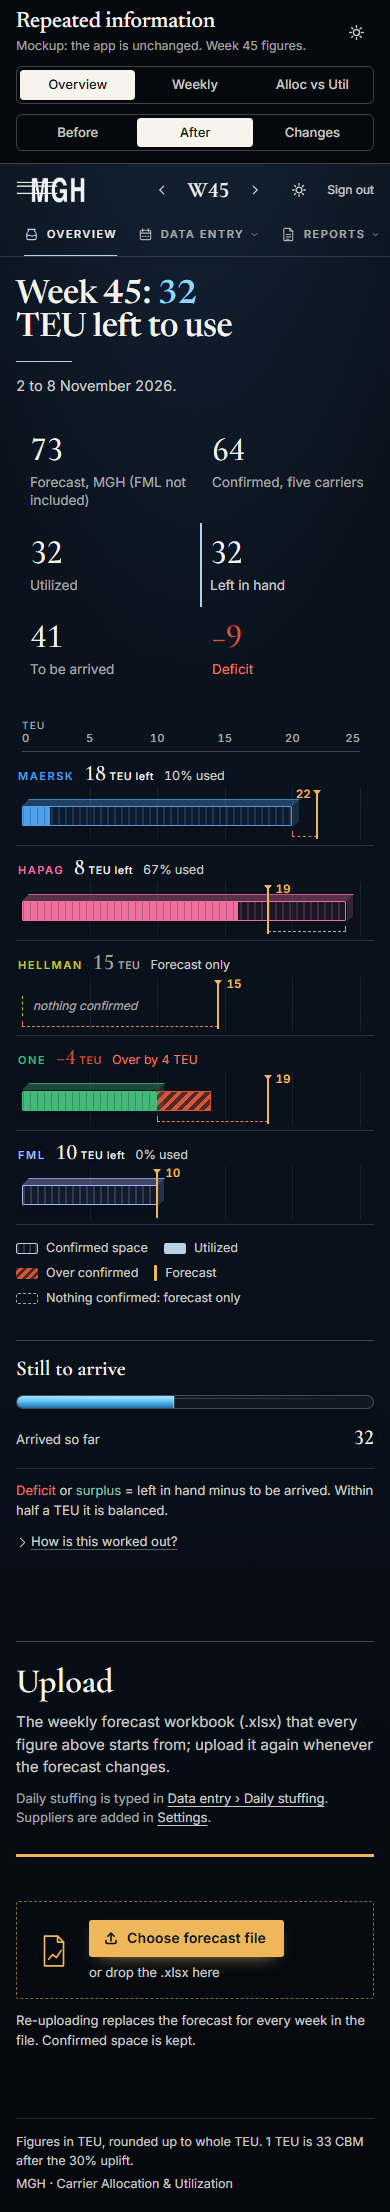 Repeated information
Mockup: the app is unchanged. Week 45 figures.
Overview Weekly Alloc vs Util
Before After Changes
MGH W45 Sign out
OVERVIEW DATA ENTRY REPORTS
Week 45: 32
TEU left to use
2 to 8 November 2026.
73 64
Forecast, MGH (FML not Confirmed, five carriers
included)
32 32
Utilized Left in hand
41 –9
To be arrived Deficit
TEU
0 5 10 15 20 25
MAERSK 18 TEU left 10% used
22
HAPAG 8 TEU left 67% used
19
HELLMAN 15 TEU Forecast only
15
nothing confirmed
ONE –4 TEU Over by 4 TEU
19
FML 10 TEU left 0% used
10
Confirmed space Utilized
Over confirmed Forecast
Nothing confirmed: forecast only
Still to arrive
Arrived so far 32
Deficit or surplus = left in hand minus to be arrived. Within
half a TEU it is balanced.
How is this worked out?
Upload
The weekly forecast workbook (.xlsx) that every
figure above starts from; upload it again whenever
the forecast changes.
Daily stuffing is typed in Data entry › Daily stuffing.
Suppliers are added in Settings.
Choose forecast file
or drop the .xlsx here
Re-uploading replaces the forecast for every week in the
file. Confirmed space is kept.
Figures in TEU, rounded up to whole TEU. 1 TEU is 33 CBM
after the 30% uplift.
MGH · Carrier Allocation & Utilization